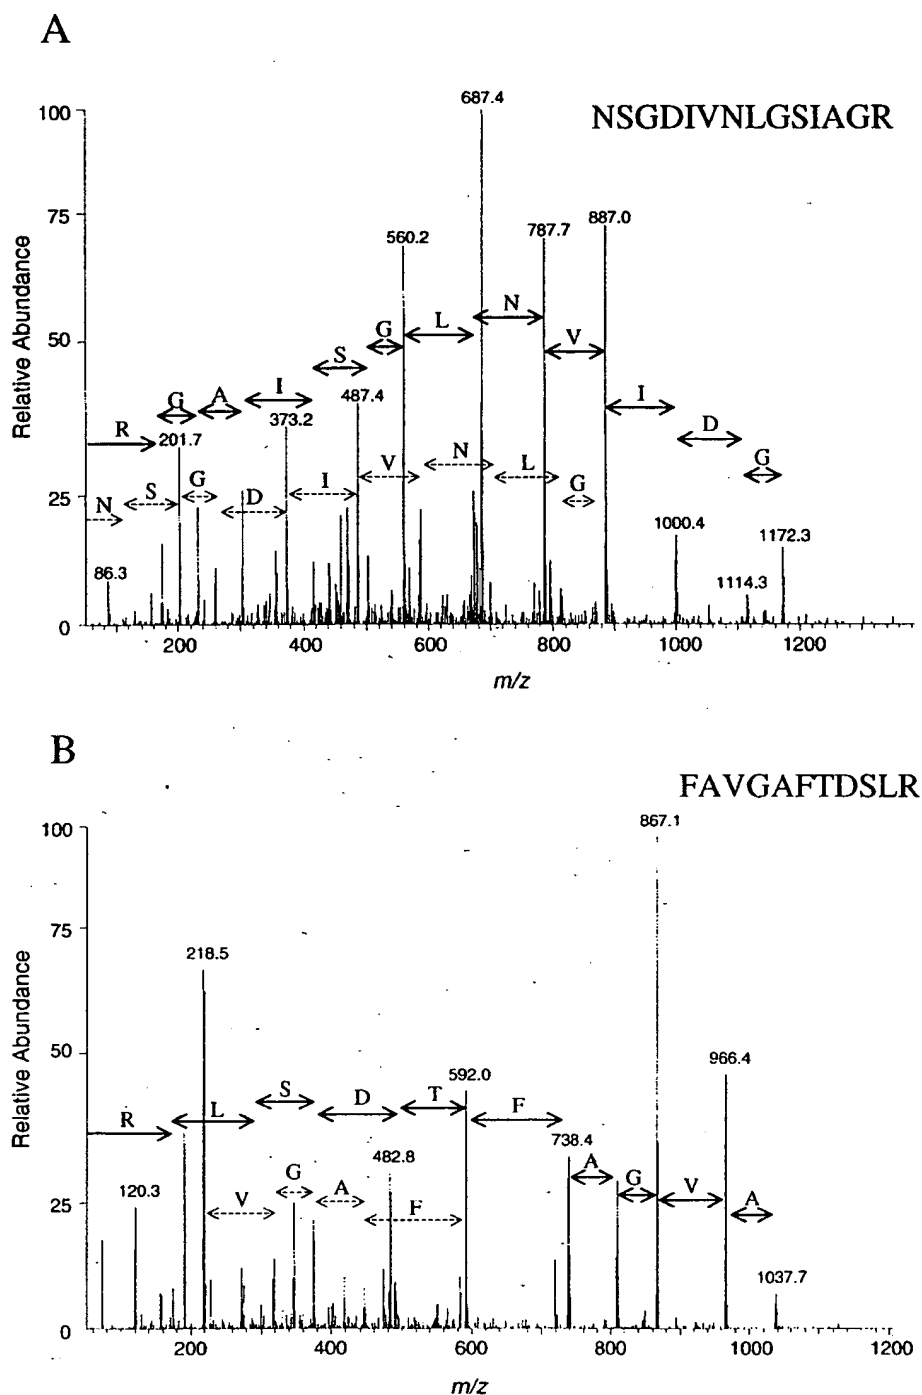 A
NSGDIVNLGSIAGR
Relative Abundance
100
75
50
25
0
687.4
560.2
787.7
887.0
N
L
G
S
V
I
D
G
I
A
G
R
487.4
373.2
201.7
N
S
G
D
I
V
N
L
G
86.3
1000.4
1114.3
1172.3
200
400
600
800
1000
1200
m/z
B
FAVGAFTDSLR
Relative Abundance
100
75
50
25
0
867.1
218.5
966.4
592.0
R
L
S
D
T
F
738.4
A
G
V
A
482.8
120.3
V
G
A
F
1037.7
200
400
600
800
1000
1200
m/z